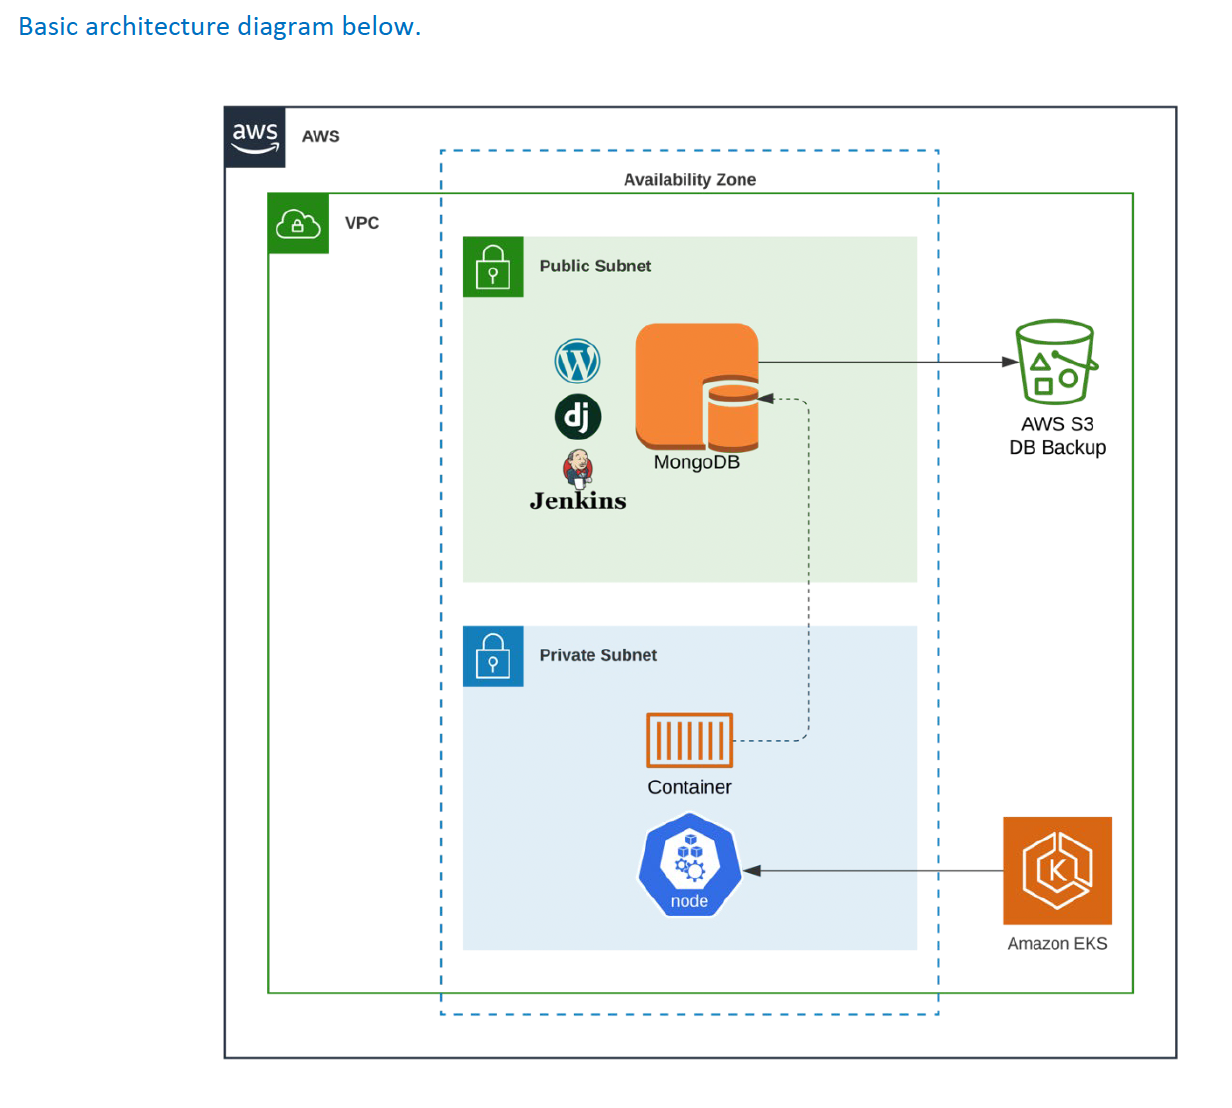 Basic architecture diagram below.
aws
AWS
Availability Zone
VPC
Public Subnet
W
dj
Jenkins
MongoDB
AWS S3
DB Backup
Private Subnet
Container
node
K
Amazon EKS